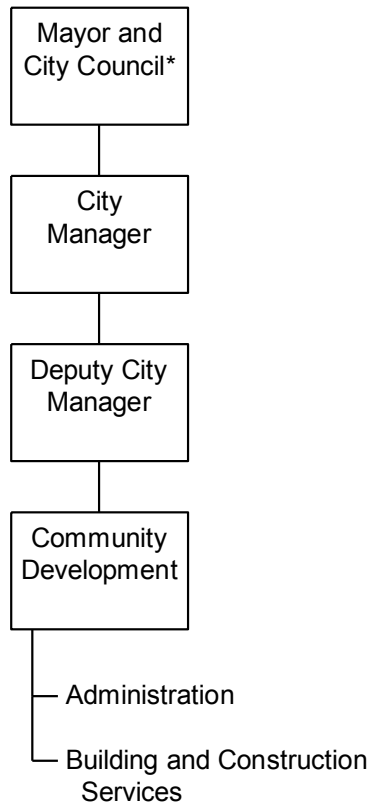 Mayor and
City Council*
City
Manager
Deputy City
Manager
Community
Development
Administration
Building and Construction
Services